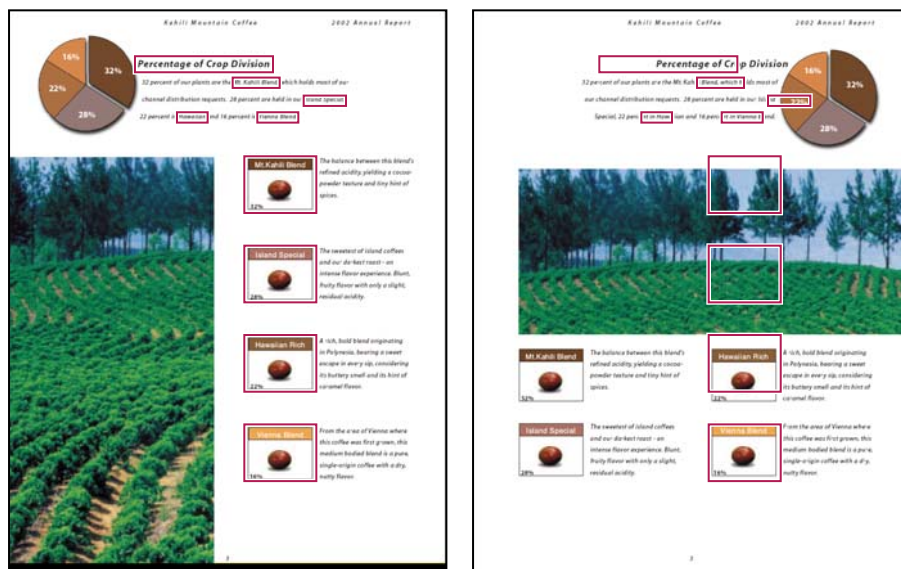 Kahili Mountain Coffee 2002 Annual Report
16%
32%
22%
28%
Percentage of Crop Division
32 percent of our plants are the Mt. Kahili Blend which holds most of our
channel distribution requests. 28 percent are held in our Island Special
22 percent is Hawaiian and 16 percent is Vienna Blend
Mt.Kahili Blend
32%
The balance between this blend's
refined acidity, yielding a cocoa-
powder texture and tiny hint of
spices.
Island Special
28%
The sweetest of island coffees
and our darkest roast - an
intense flavor experience. Blunt,
fruity flavor with only a slight,
residual acidity.
Hawaiian Rich
22%
A rich, bold blend originating
in Polynesia, bearing a sweet
escape in every sip, considering
its buttery smell and its hint of
caramel flavor.
Vienna Blend
16%
From the area of Vienna where
this coffee was first grown, this
medium bodied blend is a pure,
single-origin coffee with a dry,
nutty flavor.
3
Kahili Mountain Coffee 2002 Annual Report
Percentage of Crop Division
16%
32%
22%
28%
32 percent of our plants are the Mt. Kah Blend, which h lds most of
our channel distribution requests. 28 percent are held in our Isl
Special, 22 perc nt in Haw iian and 16 perc nt in Vienna B end.
Mt.Kahili Blend
32%
The balance between this blend's
refined acidity, yielding a cocoa-
powder texture and tiny hint of
spices.
Hawaiian Rich
22%
A rich, bold blend originating
in Polynesia, bearing a sweet
escape in every sip, considering
its buttery smell and its hint of
caramel flavor.
Island Special
28%
The sweetest of island coffees
and our darkest roast - an
intense flavor experience. Blunt,
fruity flavor with only a slight,
residual acidity.
Vienna Blend
16%
From the area of Vienna where
this coffee was first grown, this
medium bodied blend is a pure,
single-origin coffee with a dry,
nutty flavor.
3